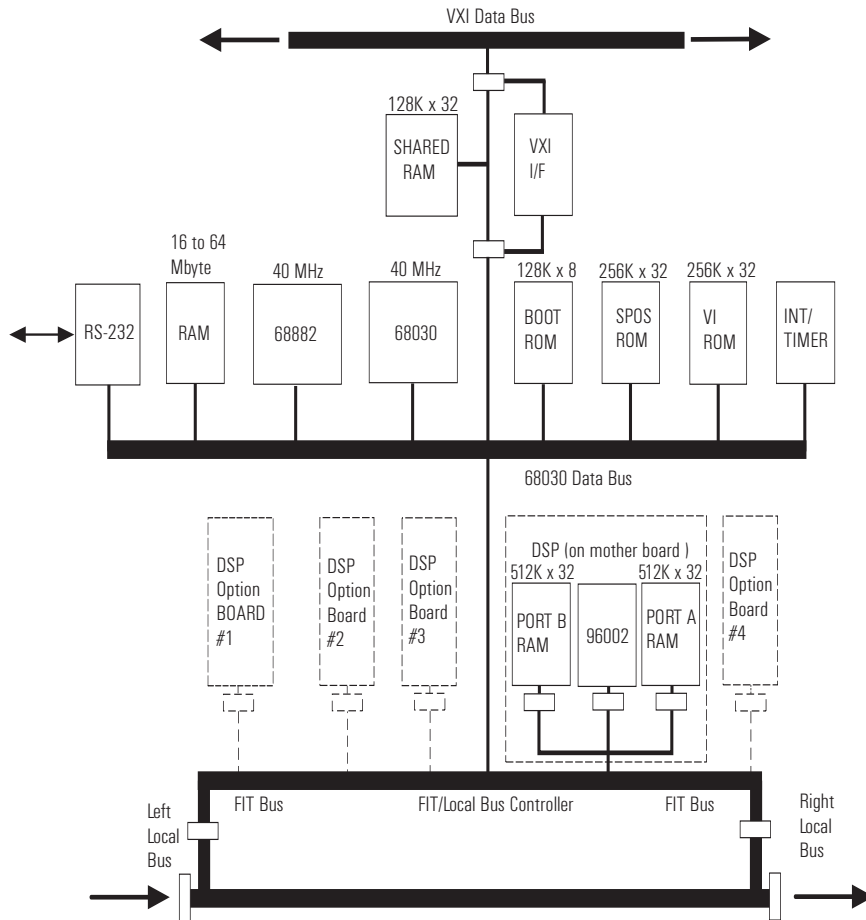 VXI Data Bus
128K x 32
SHARED
RAM
VXI
I/F
16 to 64
Mbyte
40 MHz
40 MHz
128K x 8
256K x 32
256K x 32
RS-232
RAM
68882
68030
BOOT
ROM
SPOS
ROM
VI
ROM
INT/
TIMER
68030 Data Bus
DSP
Option
BOARD
#1
DSP
Option
Board
#2
DSP
Option
Board
#3
DSP (on mother board )
512K x 32
512K x 32
PORT B
RAM
96002
PORT A
RAM
DSP
Option
Board
#4
FIT Bus
FIT/Local Bus Controller
FIT Bus
Left
Local
Bus
Right
Local
Bus